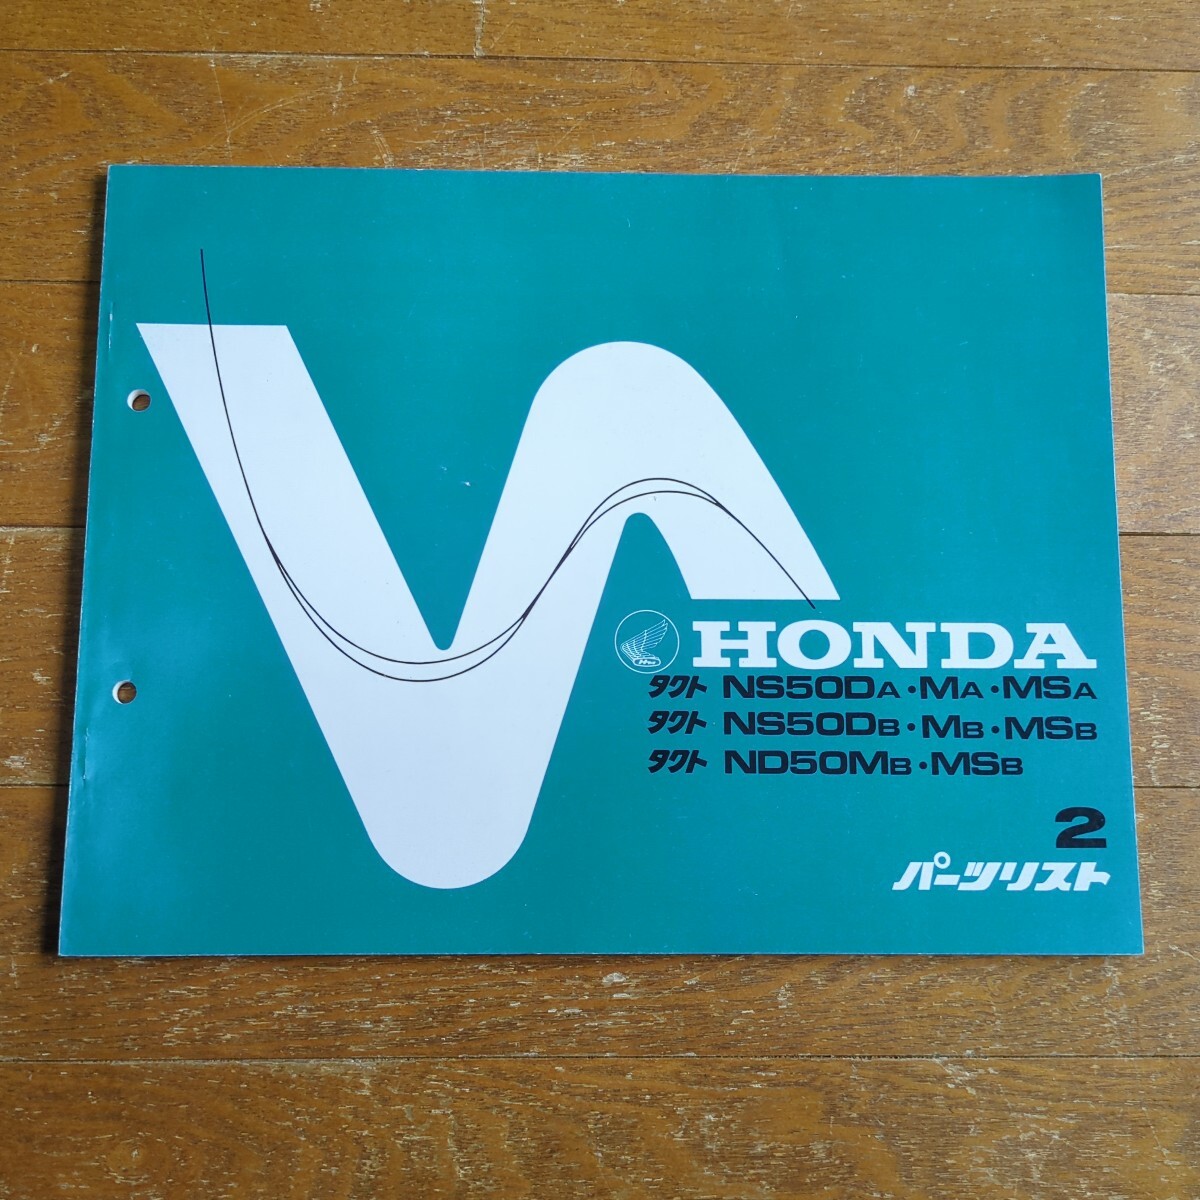 HONDA
タクト NS50DA・MA・MSA
タクト NS50DB・MB・MSB
タクト ND50MB・MSB
2
パーツリスト